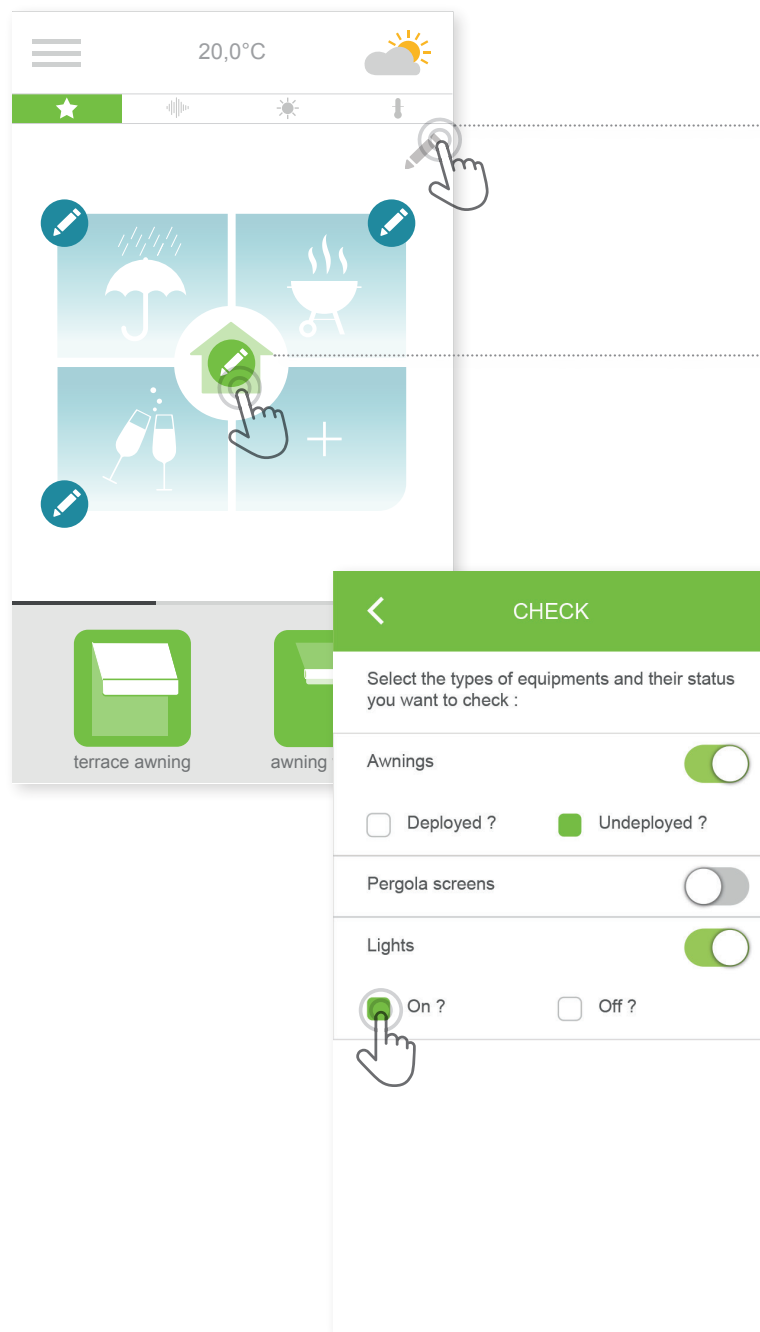 20,0°C
terrace awning
awning
CHECK
Select the types of equipments and their status
you want to check :
Awnings
Deployed ?
Undeployed ?
Pergola screens
Lights
On ?
Off ?